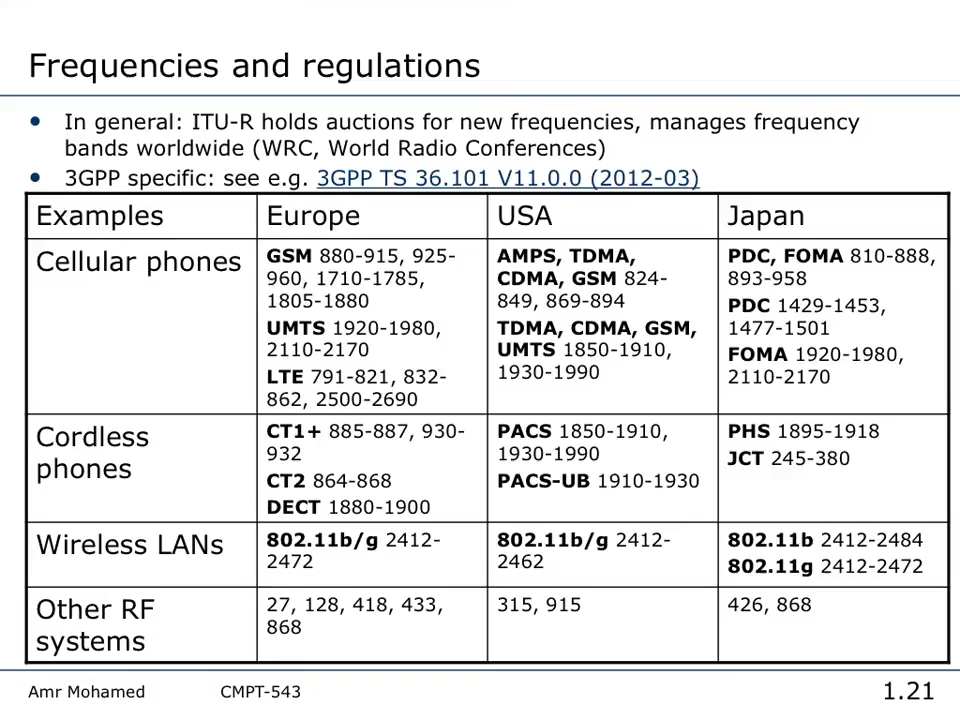 Frequencies and regulations
• In general: ITU-R holds auctions for new frequencies, manages frequency
bands worldwide (WRC, World Radio Conferences)
• 3GPP specific: see e.g. 3GPP TS 36.101 V11.0.0 (2012-03)
Examples
Europe
USA
Japan
Cellular phones
GSM 880-915, 925-
960, 1710-1785,
1805-1880
UMTS 1920-1980,
2110-2170
LTE 791-821, 832-
862, 2500-2690
AMPS, TDMA,
CDMA, GSM 824-
849, 869-894
TDMA, CDMA, GSM,
UMTS 1850-1910,
1930-1990
PDC, FOMA 810-888,
893-958
PDC 1429-1453,
1477-1501
FOMA 1920-1980,
2110-2170
Cordless
phones
CT1+ 885-887, 930-
932
CT2 864-868
DECT 1880-1900
PACS 1850-1910,
1930-1990
PACS-UB 1910-1930
PHS 1895-1918
JCT 245-380
Wireless LANs
802.11b/g 2412-
2472
802.11b/g 2412-
2462
802.11b 2412-2484
802.11g 2412-2472
Other RF
systems
27, 128, 418, 433,
868
315, 915
426, 868
Amr Mohamed
CMPT-543
1.21